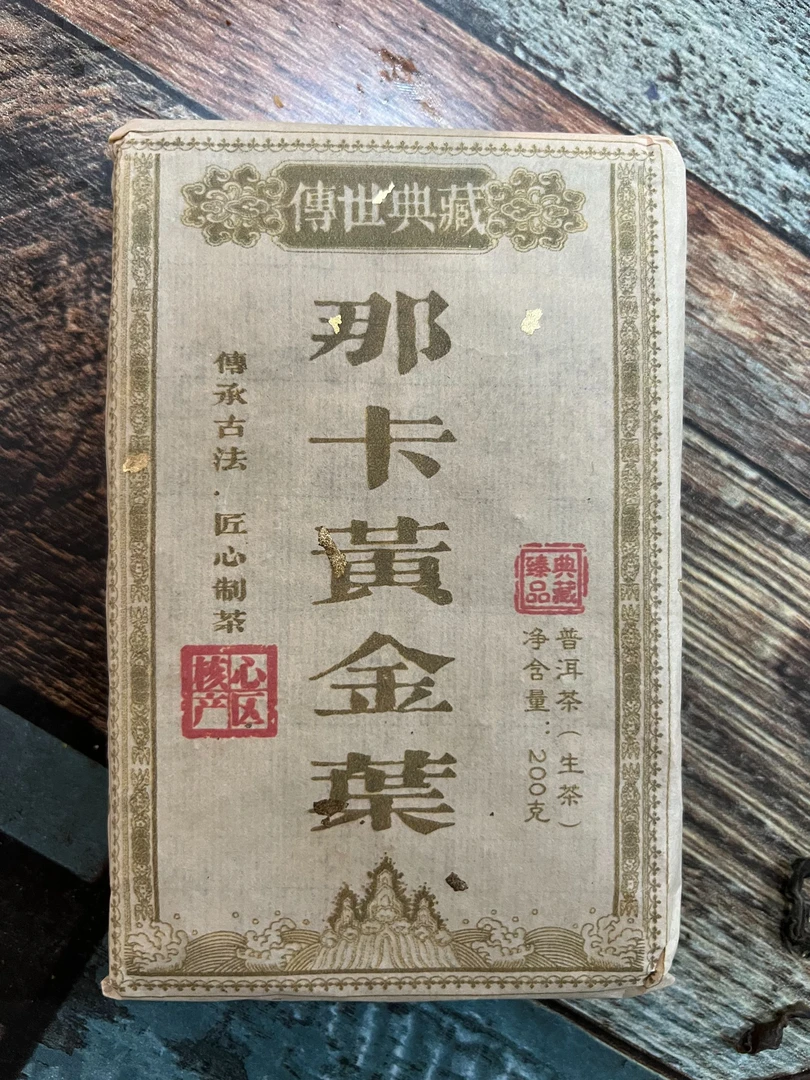 傳世典藏
典藏
臻品
普洱茶（生茶）
净含量：200克
那卡黃金葉
傳承古法·匠心制茶
核心
产区